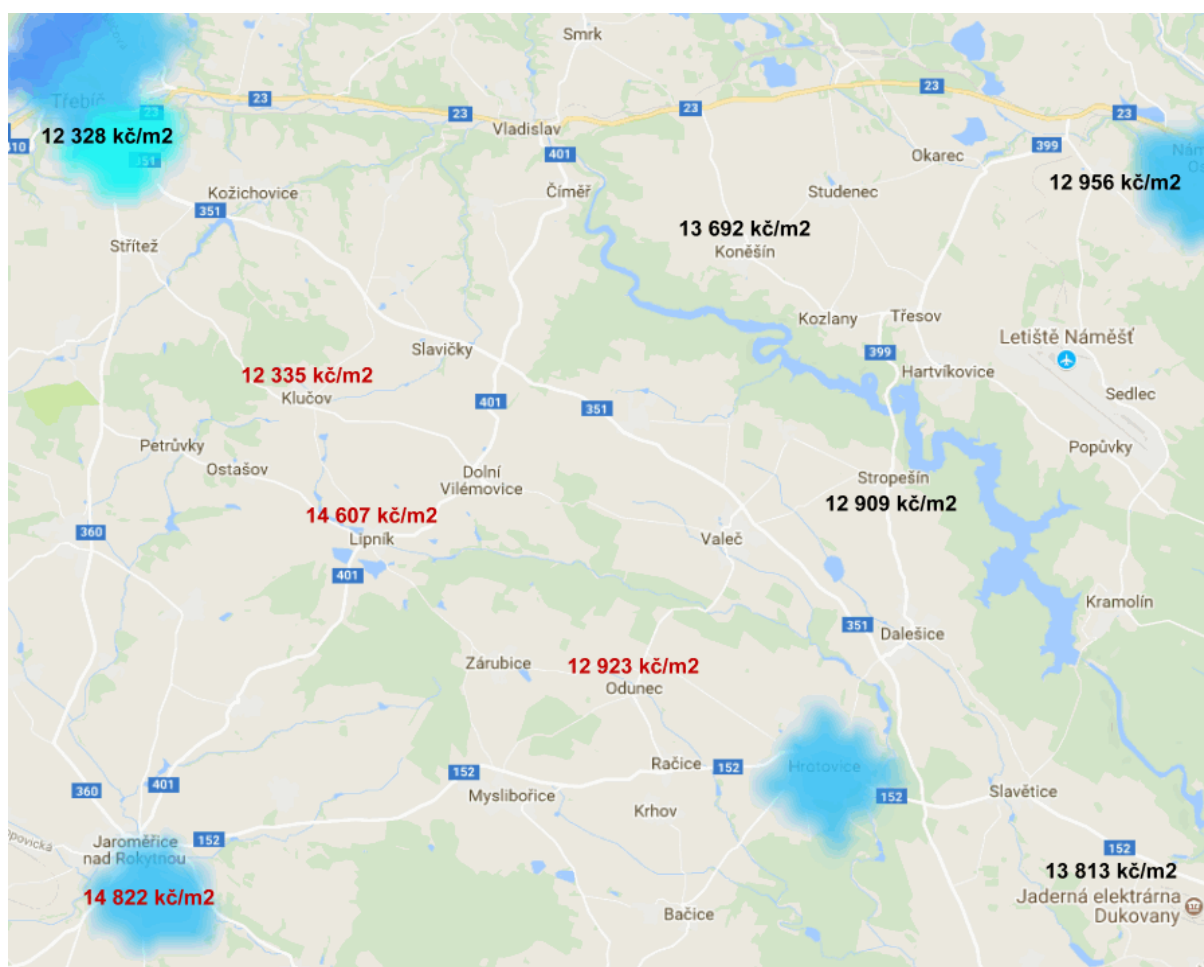 Smrk
Třebíč
23
23
23
23
23
12 328 kč/m2
Vladislav
410
351
401
Okarec
399
Kožichovice
Číměř
Studenec
12 956 kč/m2
351
13 692 kč/m2
Střítež
Koněšín
Kozlany
Třesov
Letiště Náměšť
Slavičky
399
12 335 kč/m2
Hartvíkovice
Klučov
401
351
Sedlec
Petrůvky
Popůvky
Ostašov
Dolní
Vilémovice
Stropešín
12 909 kč/m2
14 607 kč/m2
360
Lipník
Valeč
401
Kramolín
351
Dalešice
Zárubice
12 923 kč/m2
Odunec
Račice
152
152
Hrotovice
360
401
Myslibořice
152
Slavětice
Krhov
Jaroměřice
nad Rokytnou
152
152
13 813 kč/m2
14 822 kč/m2
Jaderná elektrárna
Dukovany
Bačice